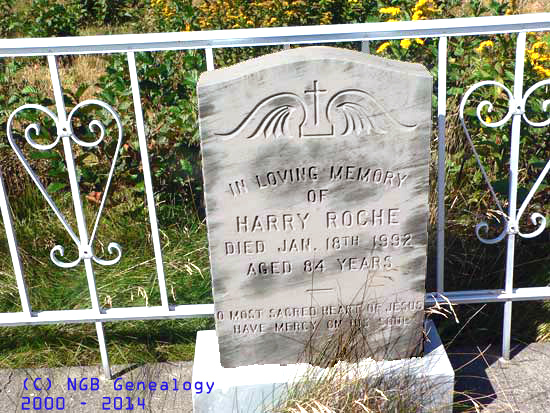 IN LOVING MEMORY
OF
HARRY ROCHE
DIED JAN. 18TH 1992
AGED 84 YEARS
O MOST SACRED HEART OF JESUS
HAVE MERCY ON HIS SOUL
(C) NGB Genealogy
2000 - 2014